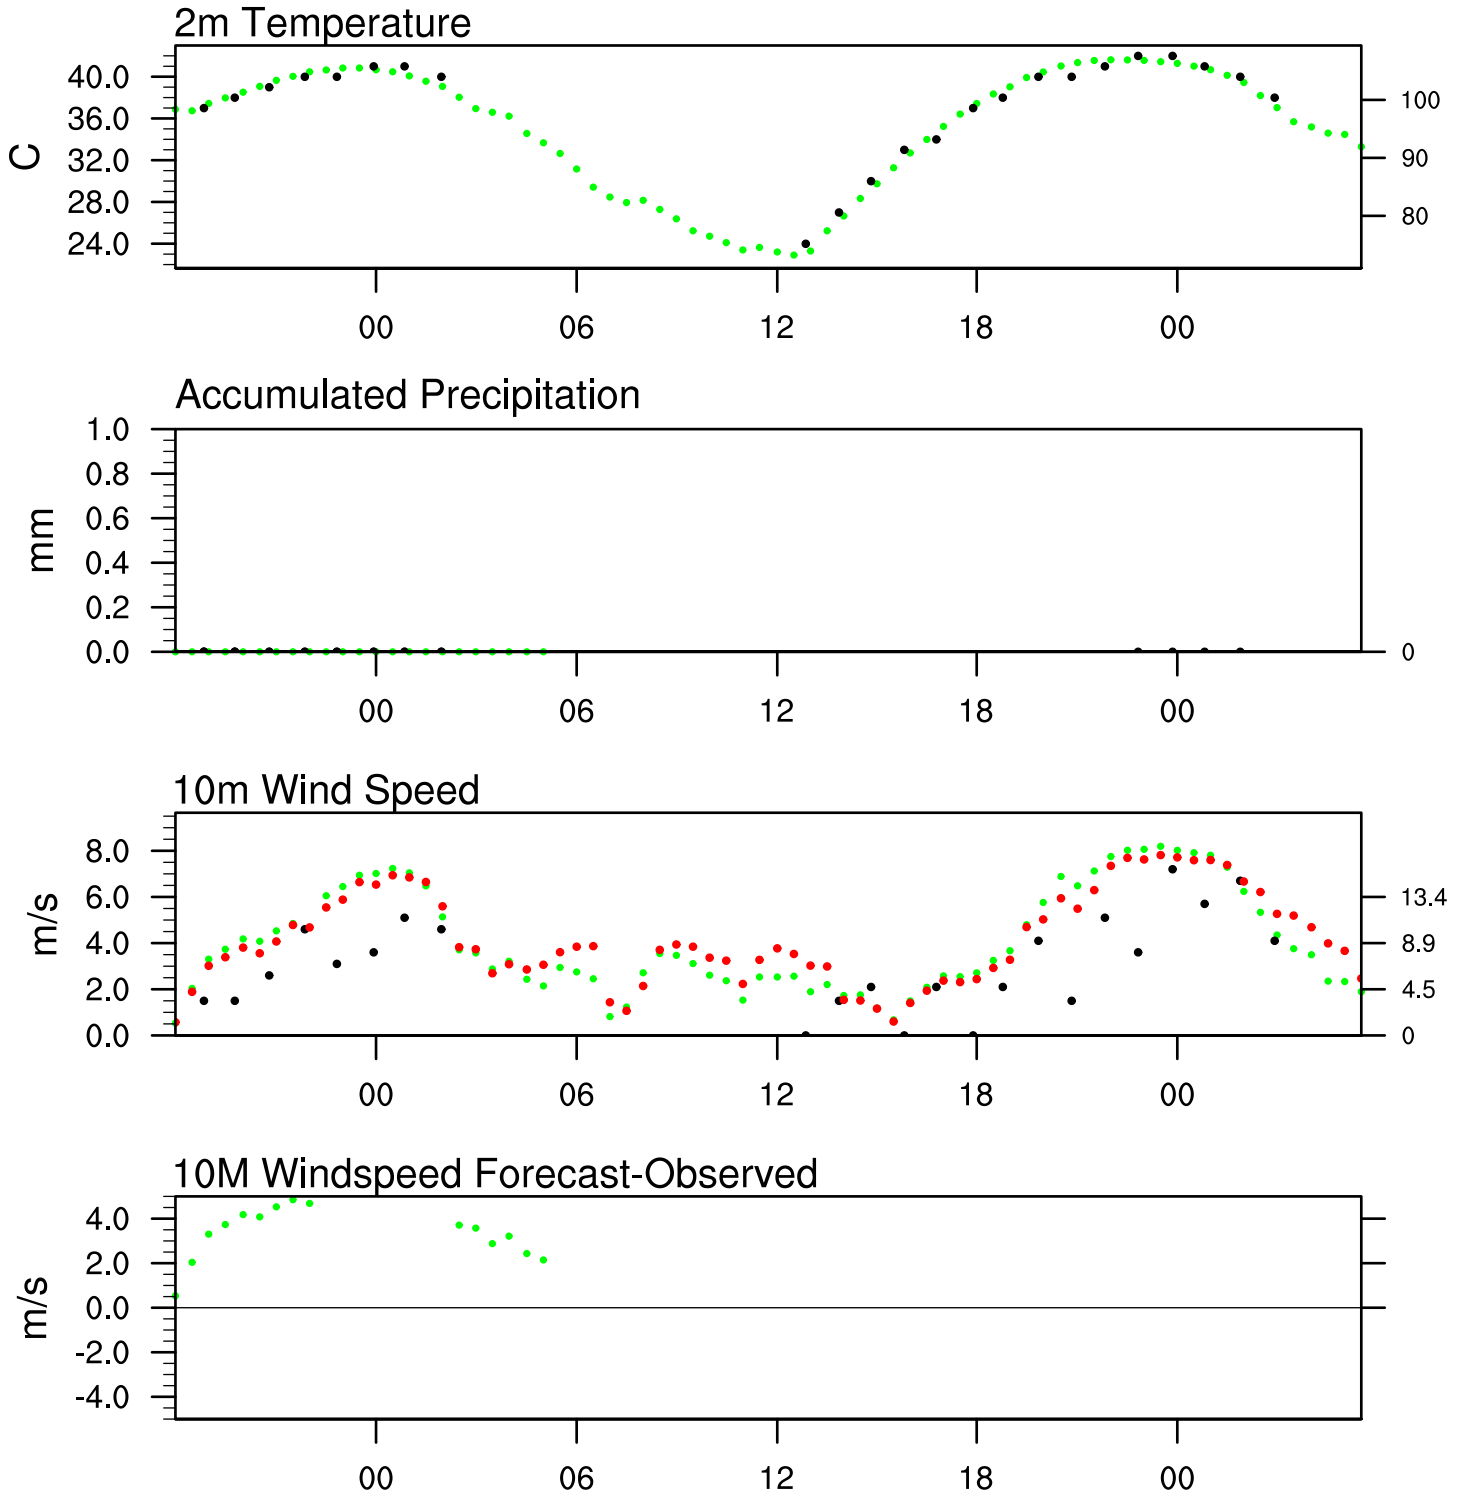 2m Temperature
40.0
36.0
32.0
28.0
24.0
C
100
90
80
00 06 12 18 00
Accumulated Precipitation
1.0
0.8
0.6
0.4
0.2
0.0
mm
0
00 06 12 18 00
10m Wind Speed
8.0
6.0
4.0
2.0
0.0
m/s
13.4
8.9
4.5
0
00 06 12 18 00
10M Windspeed Forecast-Observed
4.0
2.0
0.0
-2.0
-4.0
m/s
00 06 12 18 00